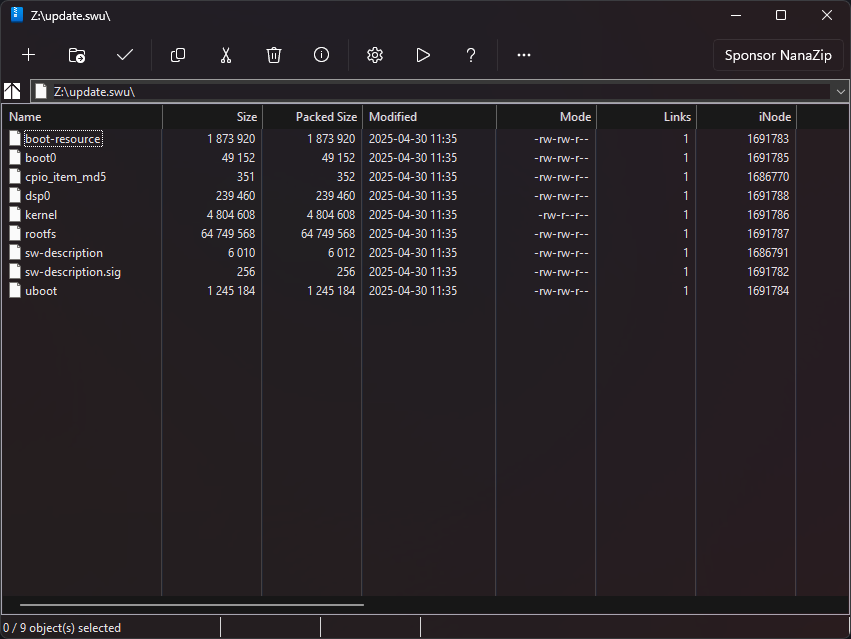 Z:\update.swu\
Sponsor NanaZip
Z:\update.swu\
Name Size Packed Size Modified Mode Links iNode
boot-resource 1 873 920 1 873 920 2025-04-30 11:35 -rw-rw-r-- 1 1691783
boot0 49 152 49 152 2025-04-30 11:35 -rw-rw-r-- 1 1691785
cpio_item_md5 351 352 2025-04-30 11:35 -rw-rw-r-- 1 1686770
dsp0 239 460 239 460 2025-04-30 11:35 -rw-rw-r-- 1 1691788
kernel 4 804 608 4 804 608 2025-04-30 11:35 -rw-r--r-- 1 1691786
rootfs 64 749 568 64 749 568 2025-04-30 11:35 -rw-rw-r-- 1 1691787
sw-description 6 010 6 012 2025-04-30 11:35 -rw-rw-r-- 1 1686791
sw-description.sig 256 256 2025-04-30 11:35 -rw-rw-r-- 1 1691782
uboot 1 245 184 1 245 184 2025-04-30 11:35 -rw-rw-r-- 1 1691784
0 / 9 object(s) selected